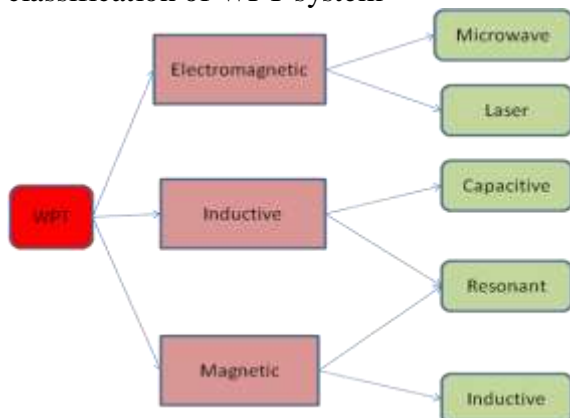 classification of WPT system
Microwave
Electromagnetic
Laser
Capacitive
WPT
Inductive
Resonant
Magnetic
Inductive